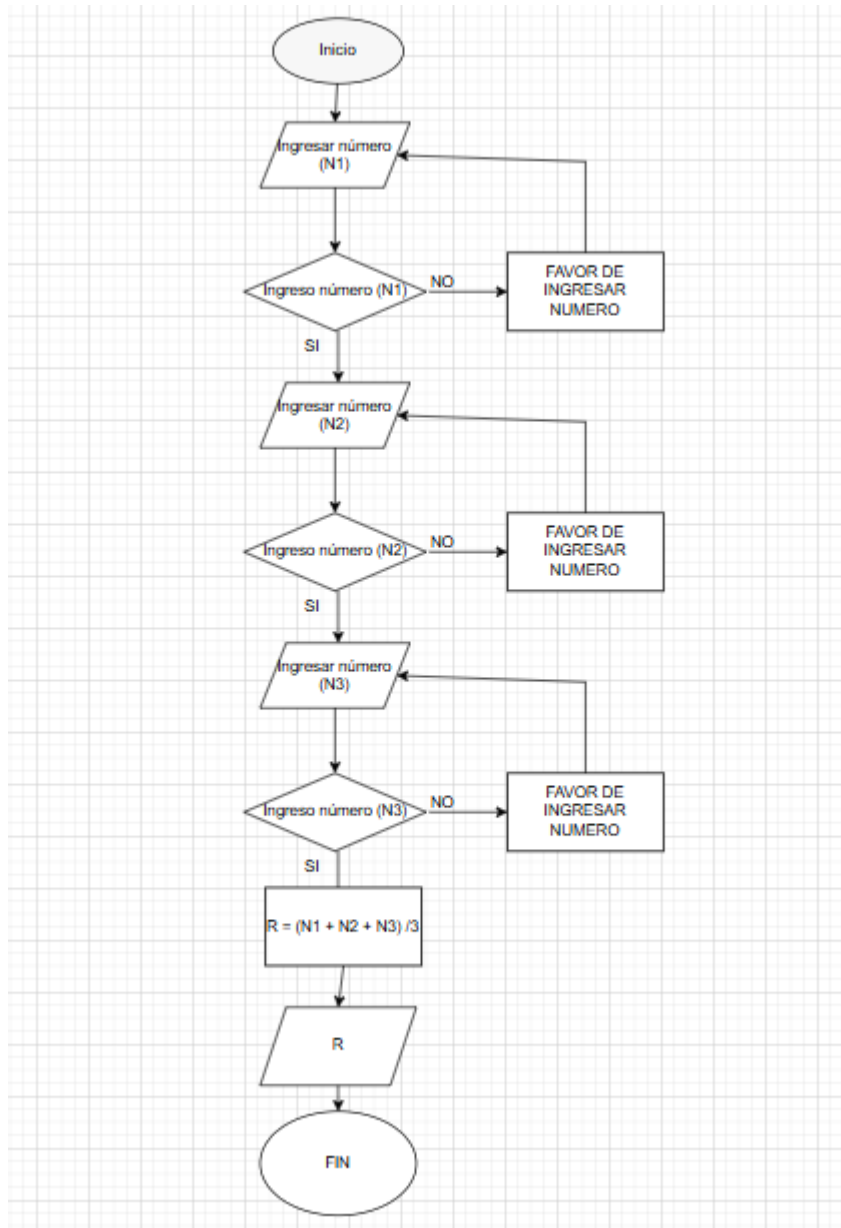 Inicio
Ingresar número
(N1)
Ingreso número (N1)
NO
FAVOR DE
INGRESAR
NUMERO
SI
Ingresar número
(N2)
Ingreso número (N2)
NO
FAVOR DE
INGRESAR
NUMERO
SI
Ingresar número
(N3)
Ingreso número (N3)
NO
FAVOR DE
INGRESAR
NUMERO
SI
R = (N1 + N2 + N3) /3
R
FIN